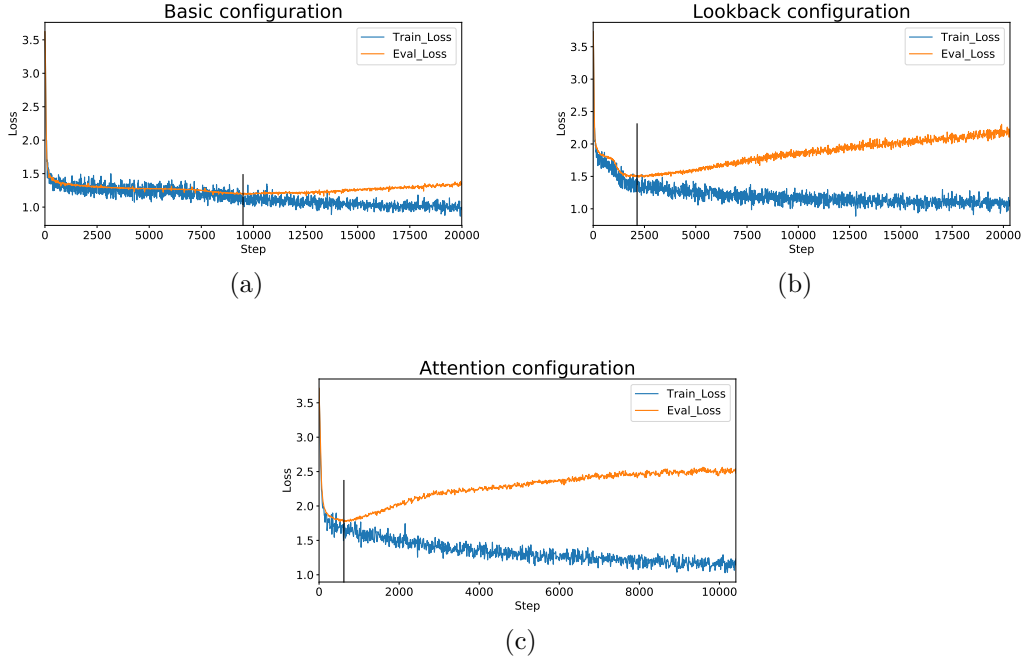 Basic configuration
Train_Loss
Eval_Loss
Loss
3.5
3.0
2.5
2.0
1.5
1.0
0 2500 5000 7500 10000 12500 15000 17500 20000
Step
(a)
Lookback configuration
Train_Loss
Eval_Loss
Loss
3.5
3.0
2.5
2.0
1.5
1.0
0 2500 5000 7500 10000 12500 15000 17500 20000
Step
(b)
Attention configuration
Train_Loss
Eval_Loss
Loss
3.5
3.0
2.5
2.0
1.5
1.0
0 2000 4000 6000 8000 10000
Step
(c)